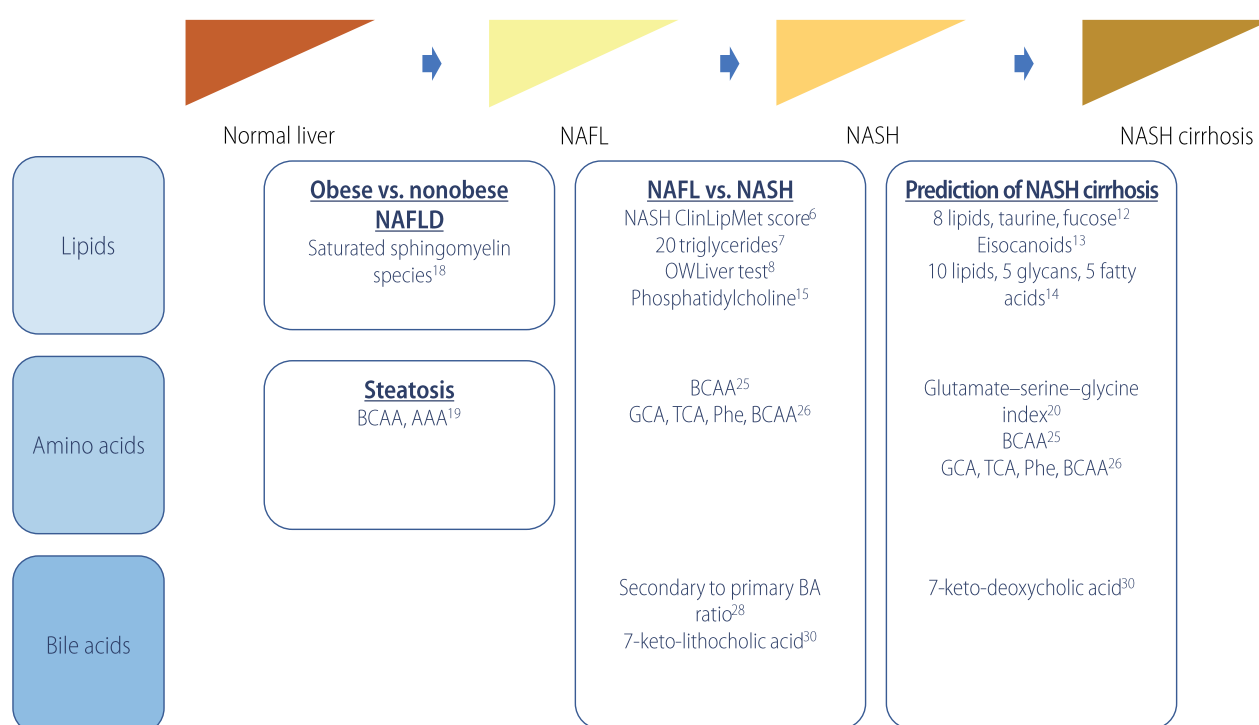 Normal liver
NAFL
NASH
NASH cirrhosis
Lipids
Obese vs. nonobese
NAFLD
Saturated sphingomyelin
species18
NAFL vs. NASH
NASH ClinLipMet score6
20 triglycerides7
OWLiver test8
Phosphatidylcholine15
Prediction of NASH cirrhosis
8 lipids, taurine, fucose12
Eisocanoids13
10 lipids, 5 glycans, 5 fatty
acids14
Amino acids
Steatosis
BCAA, AAA19
BCAA25
GCA, TCA, Phe, BCAA26
Glutamate–serine–glycine
index20
BCAA25
GCA, TCA, Phe, BCAA26
Bile acids
Secondary to primary BA
ratio28
7-keto-lithocholic acid30
7-keto-deoxycholic acid30